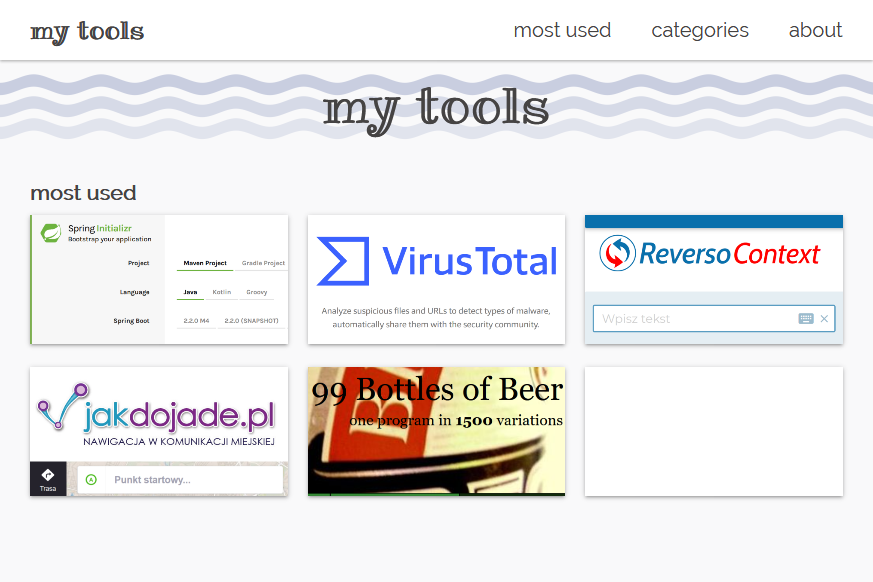 my tools
most used categories about
my tools
most used
Spring Initializr
Bootstrap your application
Project Maven Project Gradle Project
Language Java Kotlin Groovy
Spring Boot 2.2.0 M4 2.2.0 (SNAPSHOT)
VirusTotal
Analyze suspicious files and URLs to detect types of malware,
automatically share them with the security community.
Reverso Context
Wpisz tekst
jakdojade.pl
NAWIGACJA W KOMUNIKACJI MIEJSKIEJ
Trasa
A Punkt startowy...
99 Bottles of Beer
one program in 1500 variations